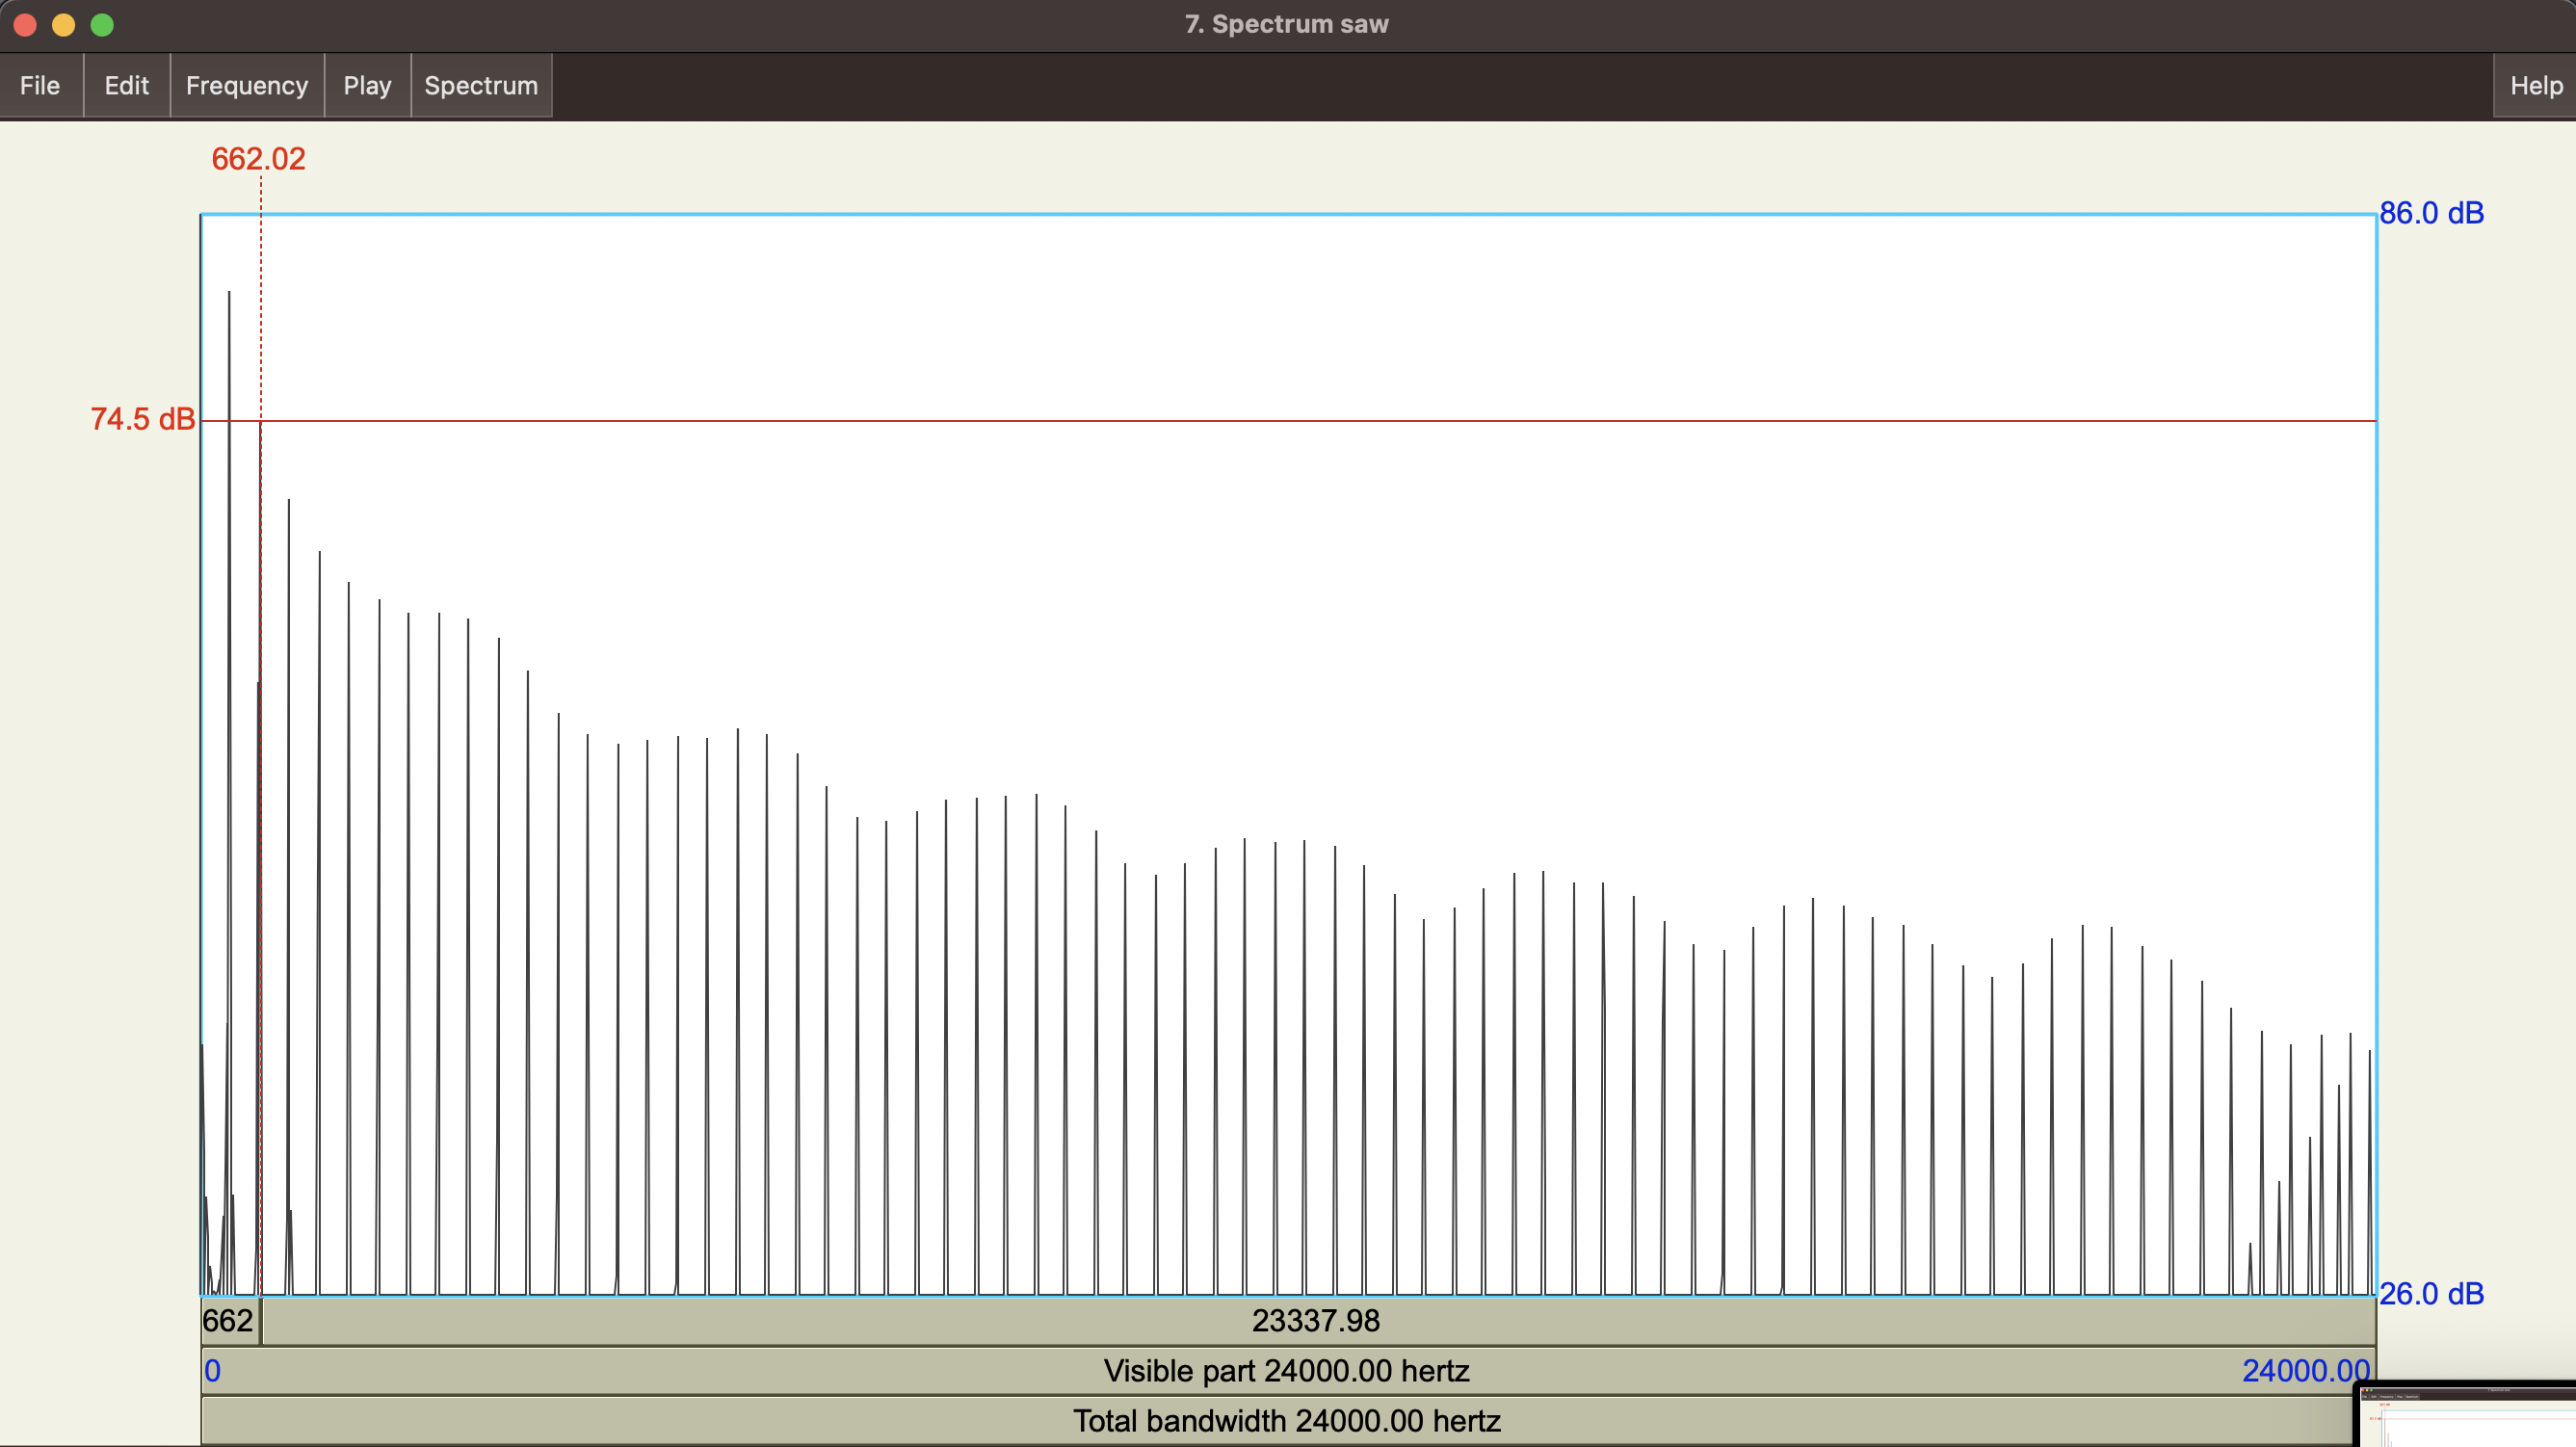 7. Spectrum saw
File Edit Frequency Play Spectrum Help
662.02
86.0 dB
74.5 dB
26.0 dB
662 23337.98
0 Visible part 24000.00 hertz 24000.00
Total bandwidth 24000.00 hertz